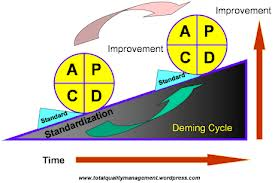 Improvement
Improvement
A P
C D
Standard
A P
C D
Standard
Standardization
Deming Cycle
Time
www.totalqualitymanagement.wordpress.com